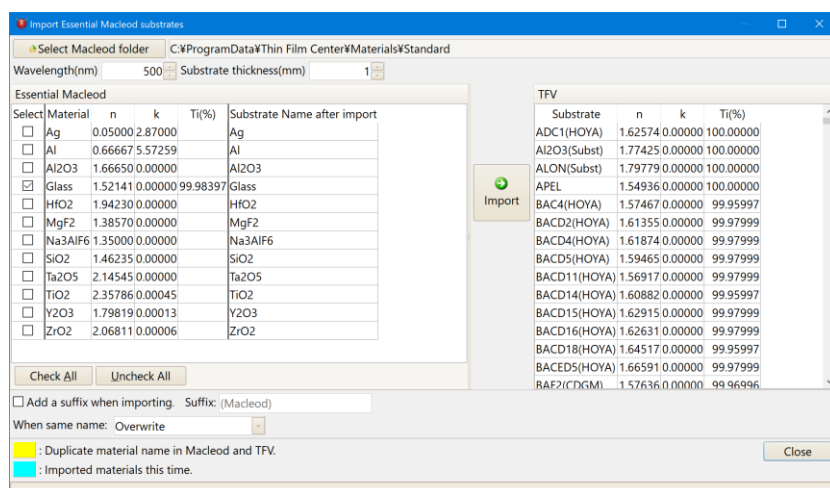 Import Essential Macleod substrates
Select Macleod folder C:¥ProgramData¥Thin Film Center¥Materials¥Standard
Wavelength(nm) 500 Substrate thickness(mm) 1
Essential Macleod
Select Material n k Ti(%) Substrate Name after import
Ag 0.05000 2.87000 Ag
Al 0.66667 5.57259 Al
Al2O3 1.66650 0.00000 Al2O3
Glass 1.52141 0.00000 99.98397 Glass
HfO2 1.94230 0.00000 HfO2
MgF2 1.38570 0.00000 MgF2
Na3AlF6 1.35000 0.00000 Na3AlF6
SiO2 1.46235 0.00000 SiO2
Ta2O5 2.14545 0.00000 Ta2O5
TiO2 2.35786 0.00045 TiO2
Y2O3 1.79819 0.00013 Y2O3
ZrO2 2.06811 0.00006 ZrO2
Check All Uncheck All
Import
TFV
Substrate n k Ti(%)
ADC1(HOYA) 1.62574 0.00000 100.00000
Al2O3(Subst) 1.77425 0.00000 100.00000
ALON(Subst) 1.79779 0.00000 100.00000
APEL 1.54936 0.00000 100.00000
BAC4(HOYA) 1.57467 0.00000 99.95997
BACD2(HOYA) 1.61355 0.00000 99.97999
BACD4(HOYA) 1.61874 0.00000 99.97999
BACD5(HOYA) 1.59465 0.00000 99.97999
BACD11(HOYA) 1.56917 0.00000 99.97999
BACD14(HOYA) 1.60882 0.00000 99.95997
BACD15(HOYA) 1.62915 0.00000 99.97999
BACD16(HOYA) 1.62631 0.00000 99.97999
BACD18(HOYA) 1.64517 0.00000 99.95997
BACED5(HOYA) 1.66591 0.00000 99.97999
BAF2(CDGM) 1.57636 0.00000 99.96996
Add a suffix when importing. Suffix: (Macleod)
When same name: Overwrite
: Duplicate material name in Macleod and TFV.
: Imported materials this time.
Close